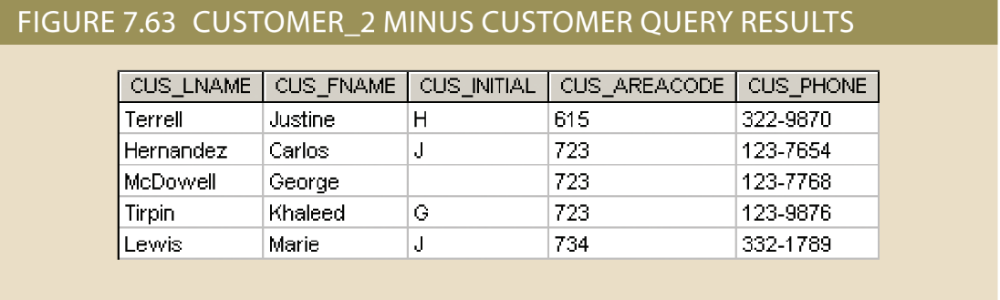 FIGURE 7.63 CUSTOMER_2 MINUS CUSTOMER QUERY RESULTS
CUS_LNAME CUS_FNAME CUS_INITIAL CUS_AREACODE CUS_PHONE
Terrell Justine H 615 322-9870
Hernandez Carlos J 723 123-7654
McDowell George 723 123-7768
Tirpin Khaleed G 723 123-9876
Lewis Marie J 734 332-1789